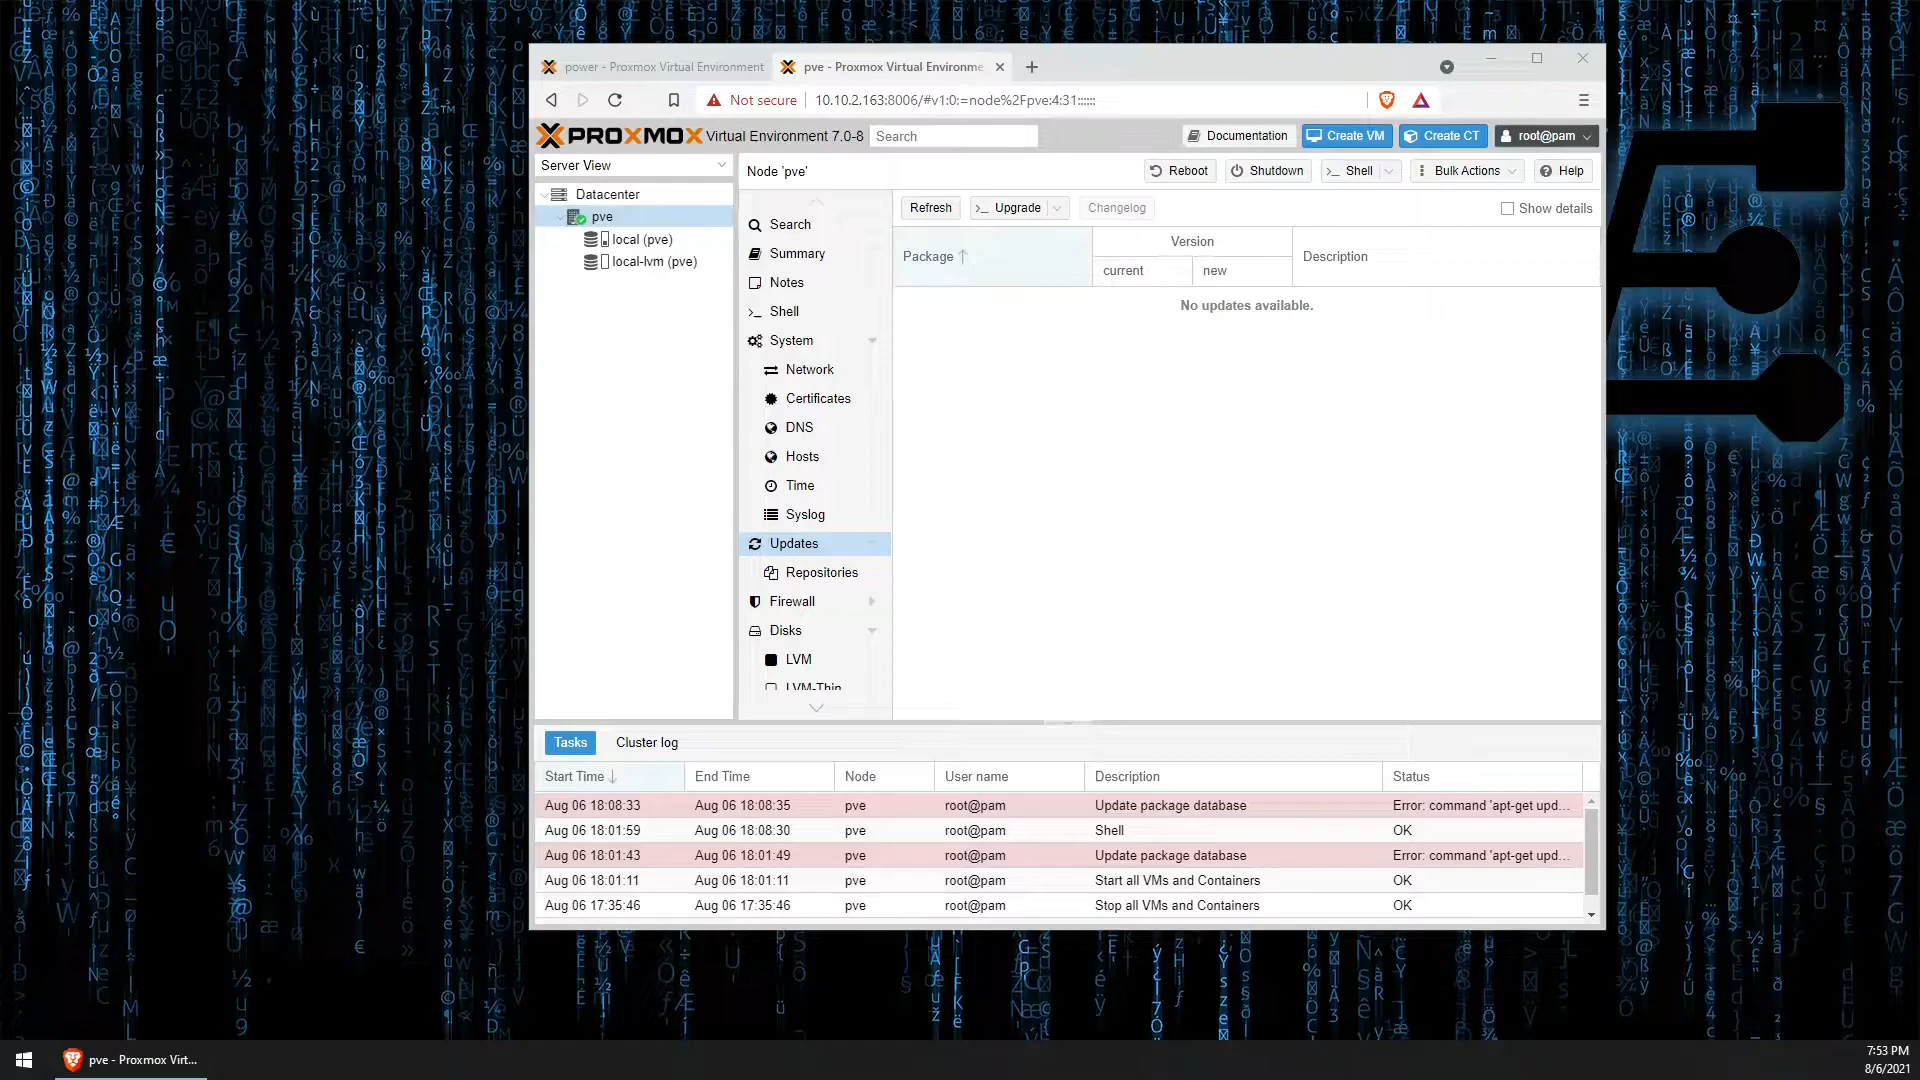 power - Proxmox Virtual Environment
pve - Proxmox Virtual Environme
Not secure
10.10.2.163:8006/#v1:0:=node%2Fpve:4:31::::::
PROXMOX Virtual Environment 7.0-8
Search
Documentation
Create VM
Create CT
root@pam
Server View
Node 'pve'
Reboot
Shutdown
Shell
Bulk Actions
Help
Datacenter
pve
local (pve)
local-lvm (pve)
Search
Summary
Notes
Shell
System
Network
Certificates
DNS
Hosts
Time
Syslog
Updates
Repositories
Firewall
Disks
LVM
LVM-Thin
Refresh
Upgrade
Changelog
Show details
Package
Version
current
new
Description
No updates available.
Tasks
Cluster log
Start Time
End Time
Node
User name
Description
Status
Aug 06 18:08:33 Aug 06 18:08:35 pve root@pam Update package database Error: command 'apt-get upd...
Aug 06 18:01:59 Aug 06 18:08:30 pve root@pam Shell OK
Aug 06 18:01:43 Aug 06 18:01:49 pve root@pam Update package database Error: command 'apt-get upd...
Aug 06 18:01:11 Aug 06 18:01:11 pve root@pam Start all VMs and Containers OK
Aug 06 17:35:46 Aug 06 17:35:46 pve root@pam Stop all VMs and Containers OK
pve - Proxmox Virt...
7:53 PM
8/6/2021